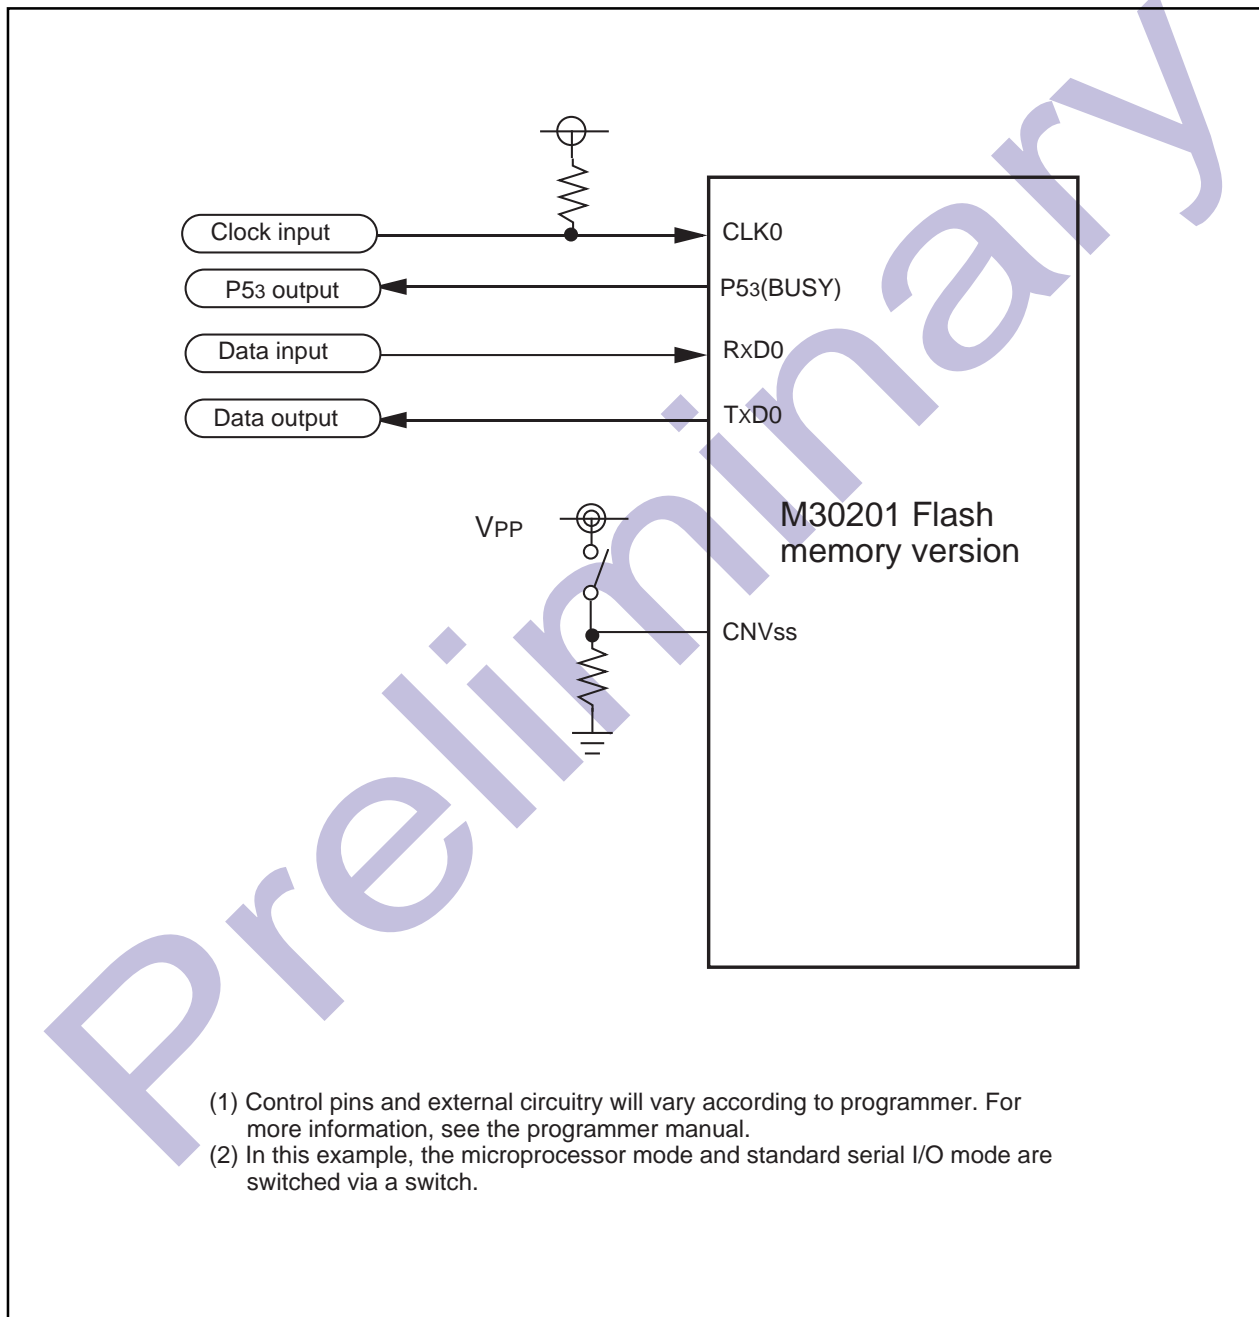 Clock input
CLK0
P53 output
P53(BUSY)
Data input
RXD0
Data output
TXD0
VPP
M30201 Flash
memory version
CNVss
Preliminary
(1) Control pins and external circuitry will vary according to programmer. For
more information, see the programmer manual.
(2) In this example, the microprocessor mode and standard serial I/O mode are
switched via a switch.